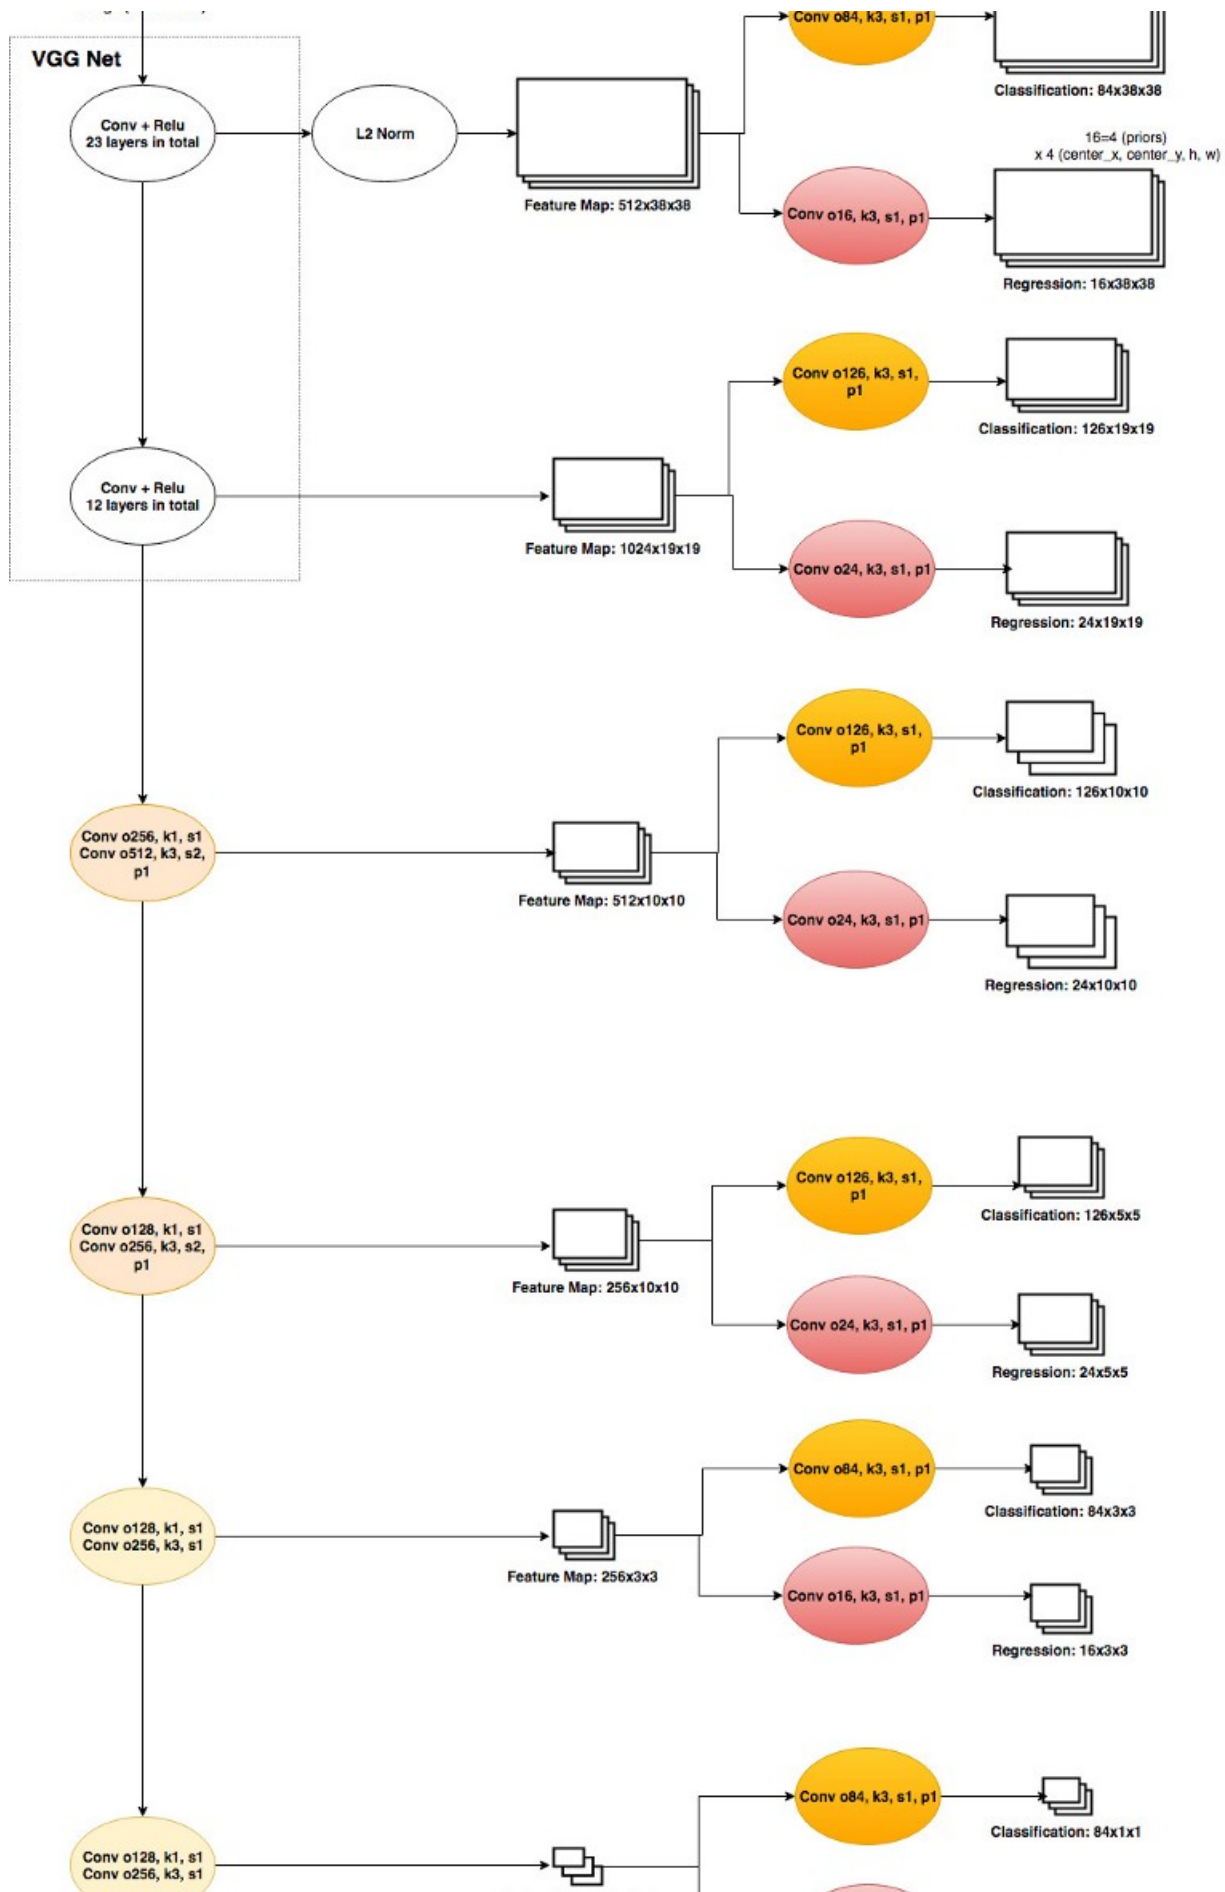 Conv o84, k3, s1, p1
VGG Net
Classification: 84x38x38
Conv + Relu
23 layers in total
L2 Norm
16=4 (priors)
x 4 (center_x, center_y, h, w)
Feature Map: 512x38x38
Conv o16, k3, s1, p1
Regression: 16x38x38
Conv o126, k3, s1,
p1
Classification: 126x19x19
Conv + Relu
12 layers in total
Feature Map: 1024x19x19
Conv o24, k3, s1, p1
Regression: 24x19x19
Conv o126, k3, s1,
p1
Classification: 126x10x10
Conv o256, k1, s1
Conv o512, k3, s2,
p1
Feature Map: 512x10x10
Conv o24, k3, s1, p1
Regression: 24x10x10
Conv o126, k3, s1,
p1
Classification: 126x5x5
Conv o128, k1, s1
Conv o256, k3, s2,
p1
Feature Map: 256x10x10
Conv o24, k3, s1, p1
Regression: 24x5x5
Conv o84, k3, s1, p1
Classification: 84x3x3
Conv o128, k1, s1
Conv o256, k3, s1
Feature Map: 256x3x3
Conv o16, k3, s1, p1
Regression: 16x3x3
Conv o84, k3, s1, p1
Classification: 84x1x1
Conv o128, k1, s1
Conv o256, k3, s1